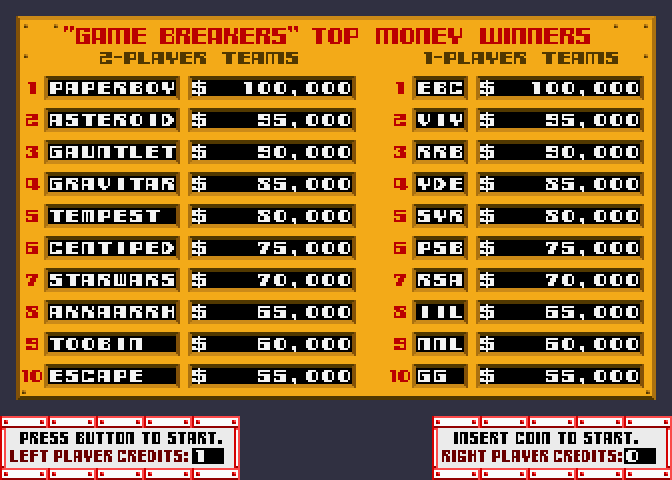 "GAME BREAKERS" TOP MONEY WINNERS
2-PLAYER TEAMS 1-PLAYER TEAMS
1 PAPERBOY $ 100,000 1 EBC $ 100,000
2 ASTEROID $ 95,000 2 VIV $ 95,000
3 GAUNTLET $ 90,000 3 RRB $ 90,000
4 GRAVITAR $ 85,000 4 YDE $ 85,000
5 TEMPEST $ 80,000 5 SYR $ 80,000
6 CENTIPED $ 75,000 6 PSB $ 75,000
7 STARWARS $ 70,000 7 RSA $ 70,000
8 AKKAARRH $ 65,000 8 IIL $ 65,000
9 TOOBIN $ 60,000 9 NNL $ 60,000
10 ESCAPE $ 55,000 10 GG $ 55,000
PRESS BUTTON TO START. INSERT COIN TO START.
LEFT PLAYER CREDITS: 1 RIGHT PLAYER CREDITS: 0